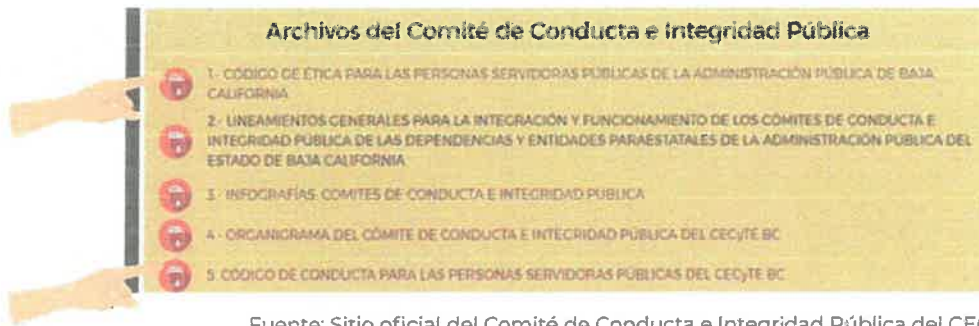 Archivos del Comité de Conducta e Integridad Pública
1.- CÓDIGO DE ÉTICA PARA LAS PERSONAS SERVIDORAS PÚBLICAS DE LA ADMINISTRACIÓN PÚBLICA DE BAJA
CALIFORNIA
2.- LINEAMIENTOS GENERALES PARA LA INTEGRACIÓN Y FUNCIONAMIENTO DE LOS COMITES DE CONDUCTA E
INTEGRIDAD PÚBLICA DE LAS DEPENDENCIAS Y ENTIDADES PARAESTATALES DE LA ADMINISTRACIÓN PÚBLICA DEL
ESTADO DE BAJA CALIFORNIA
3.- INFOGRAFÍAS: COMITES DE CONDUCTA E INTEGRIDAD PÚBLICA
4.- ORGANIGRAMA DEL COMITE DE CONDUCTA E INTEGRIDAD PÚBLICA DEL CECyTE BC
5. CODIGO DE CONDUCTA PARA LAS PERSONAS SERVIDORAS PÚBLICAS DEL CECyTE BC
Fuente: Sitio oficial del Comité de Conducta e Integridad Pública del